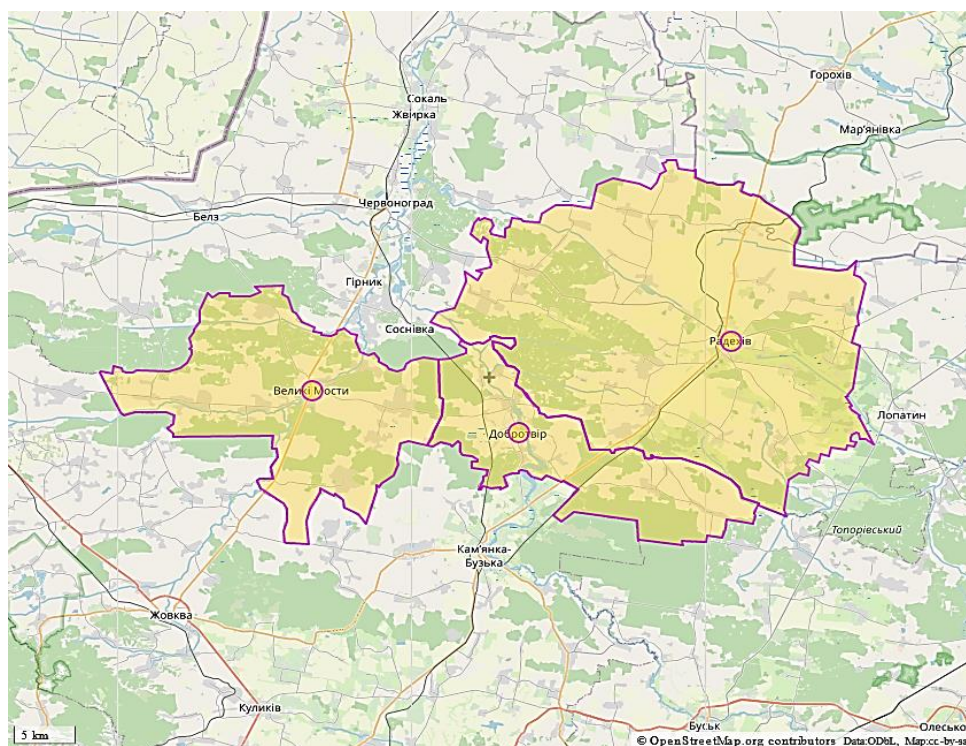 Горохів
Сокаль
Жвирка
Мар'янівка
Червоноград
Белз
Гірник
Соснівка
Радехів
Великі Мости
Лопатин
Добротвір
Топорівський
Кам'янка-
Бузька
Жовква
Куликів
Буськ
Олесько
5 km
© OpenStreetMap.org contributors Data:ODbL, Map:cc-by-sa